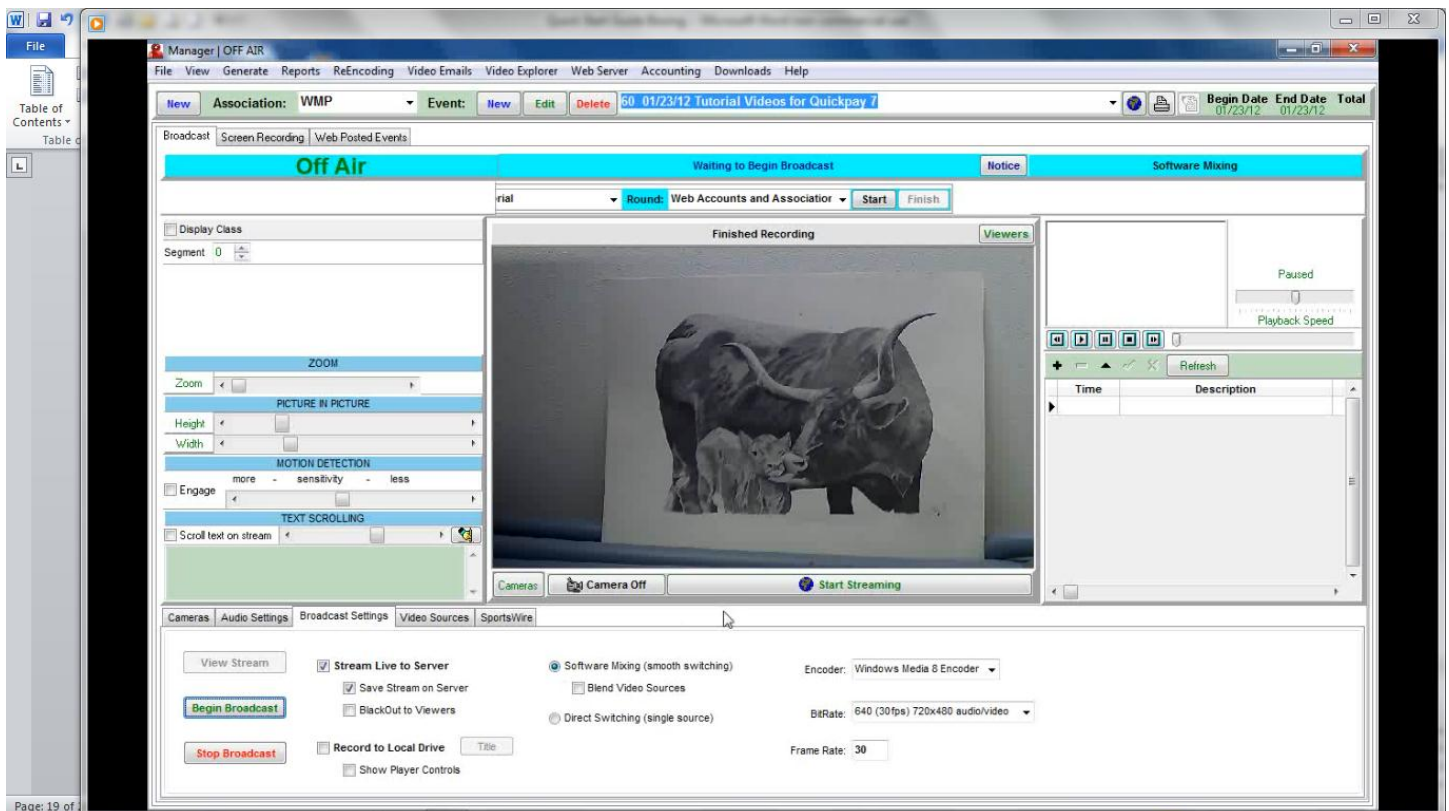 File
Table of
Contents
Table
Manager | OFF AIR
File View Generate Reports ReEncoding Video Emails Video Explorer Web Server Accounting Downloads Help
New Association: WMP Event: New Edit Delete 60 01/23/12 Tutorial Videos for Quickpay 7 Begin Date End Date Total
01/23/12 01/23/12
Broadcast Screen Recording Web Posted Events
Off Air Waiting to Begin Broadcast Notice Software Mixing
rial Round: Web Accounts and Association Start Finish
Display Class
Finished Recording Viewers
Segment 0
Paused
Playback Speed
ZOOM
Zoom
Refresh
PICTURE IN PICTURE
Time Description
Height
Width
MOTION DETECTION
more - sensitivity - less
Engage
TEXT SCROLLING
Scroll text on stream
Cameras Camera Off Start Streaming
Cameras Audio Settings Broadcast Settings Video Sources SportsWire
View Stream Stream Live to Server Software Mixing (smooth switching) Encoder: Windows Media 8 Encoder
Save Stream on Server Blend Video Sources
Begin Broadcast BlackOut to Viewers Direct Switching (single source) BitRate: 640 (30fps) 720x480 audio/video
Stop Broadcast Record to Local Drive Title Frame Rate: 30
Show Player Controls
Page: 19 of